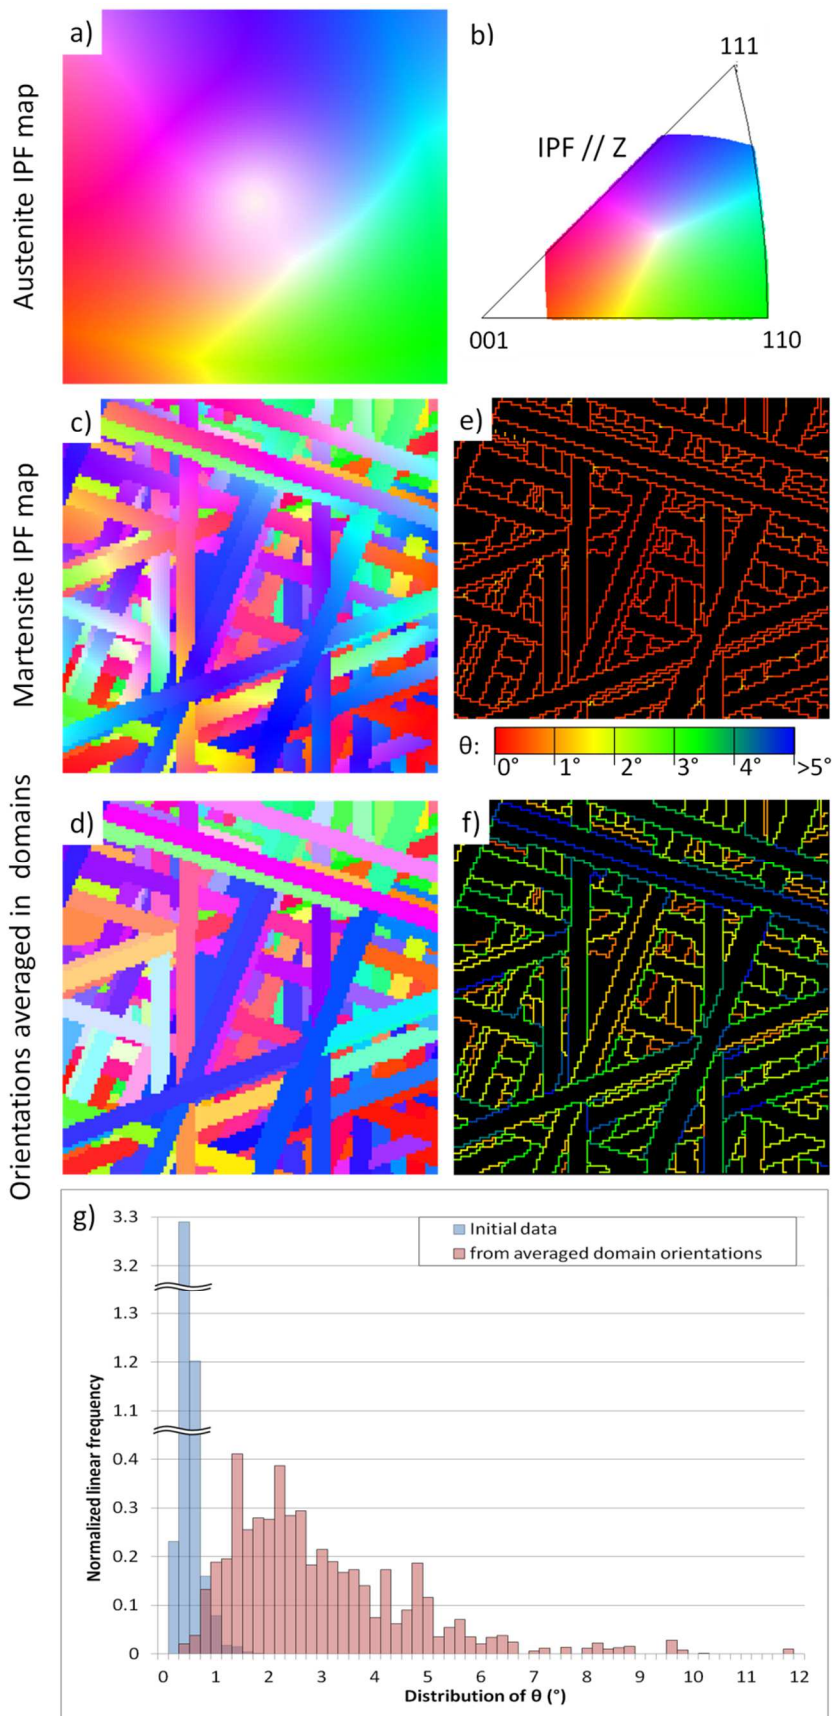 a)
b)
111
IPF // Z
001
110
Austenite IPF map
c)
e)
Martensite IPF map
θ:
0° 1° 2° 3° 4° >5°
d)
f)
Orientations averaged in domains
g)
Initial data
from averaged domain orientations
3.3
3.2
1.3
1.2
1.1
0.4
0.3
0.2
0.1
0
Normalized linear frequency
0 1 2 3 4 5 6 7 8 9 10 11 12
Distribution of θ (°)